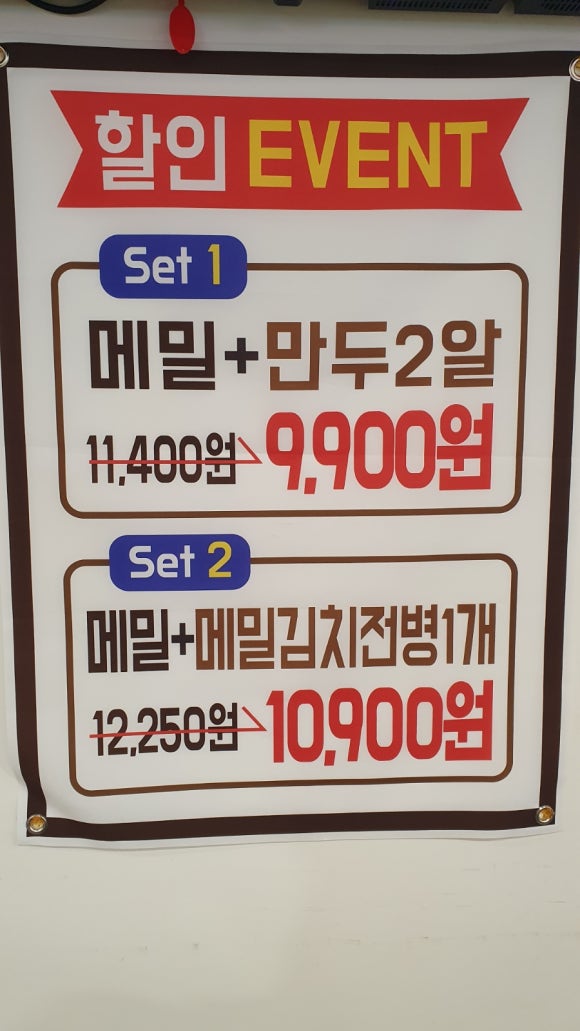 할인 EVENT
Set 1
메밀+만두2알
11,400원 9,900원
Set 2
메밀+메밀김치전병1개
12,250원 10,900원